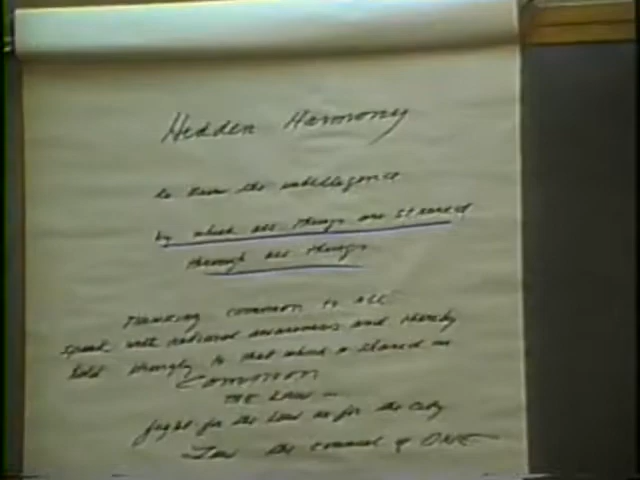 Hidden Harmony
to know the intelligence
by which all things are steered
through all things
Thinking common to all
speak with rational awareness and thereby
hold strongly to that which is shared in
Common
THE LAW —
fight for the law as for the city
Law the counsel of ONE